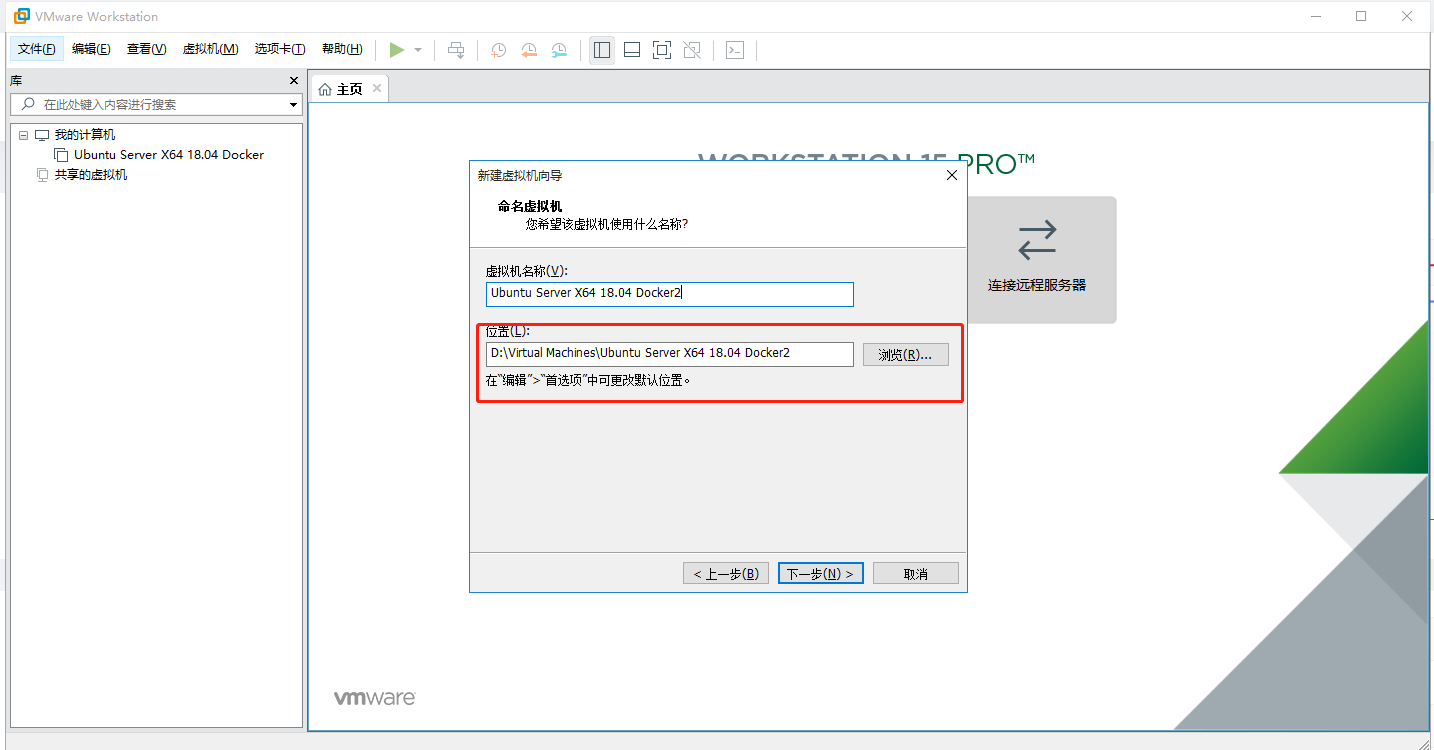 VMware Workstation
文件(F) 编辑(E) 查看(V) 虚拟机(M) 选项卡(T) 帮助(H)
库
主页
在此处键入内容进行搜索
我的计算机
Ubuntu Server X64 18.04 Docker
共享的虚拟机
WORKSTATION 15 PRO™
新建虚拟机向导
命名虚拟机
您希望该虚拟机使用什么名称?
虚拟机名称(V):
Ubuntu Server X64 18.04 Docker2
位置(L):
D:\Virtual Machines\Ubuntu Server X64 18.04 Docker2
浏览(R)...
在"编辑">"首选项"中可更改默认位置。
< 上一步(B) 下一步(N) > 取消
连接远程服务器
vmware